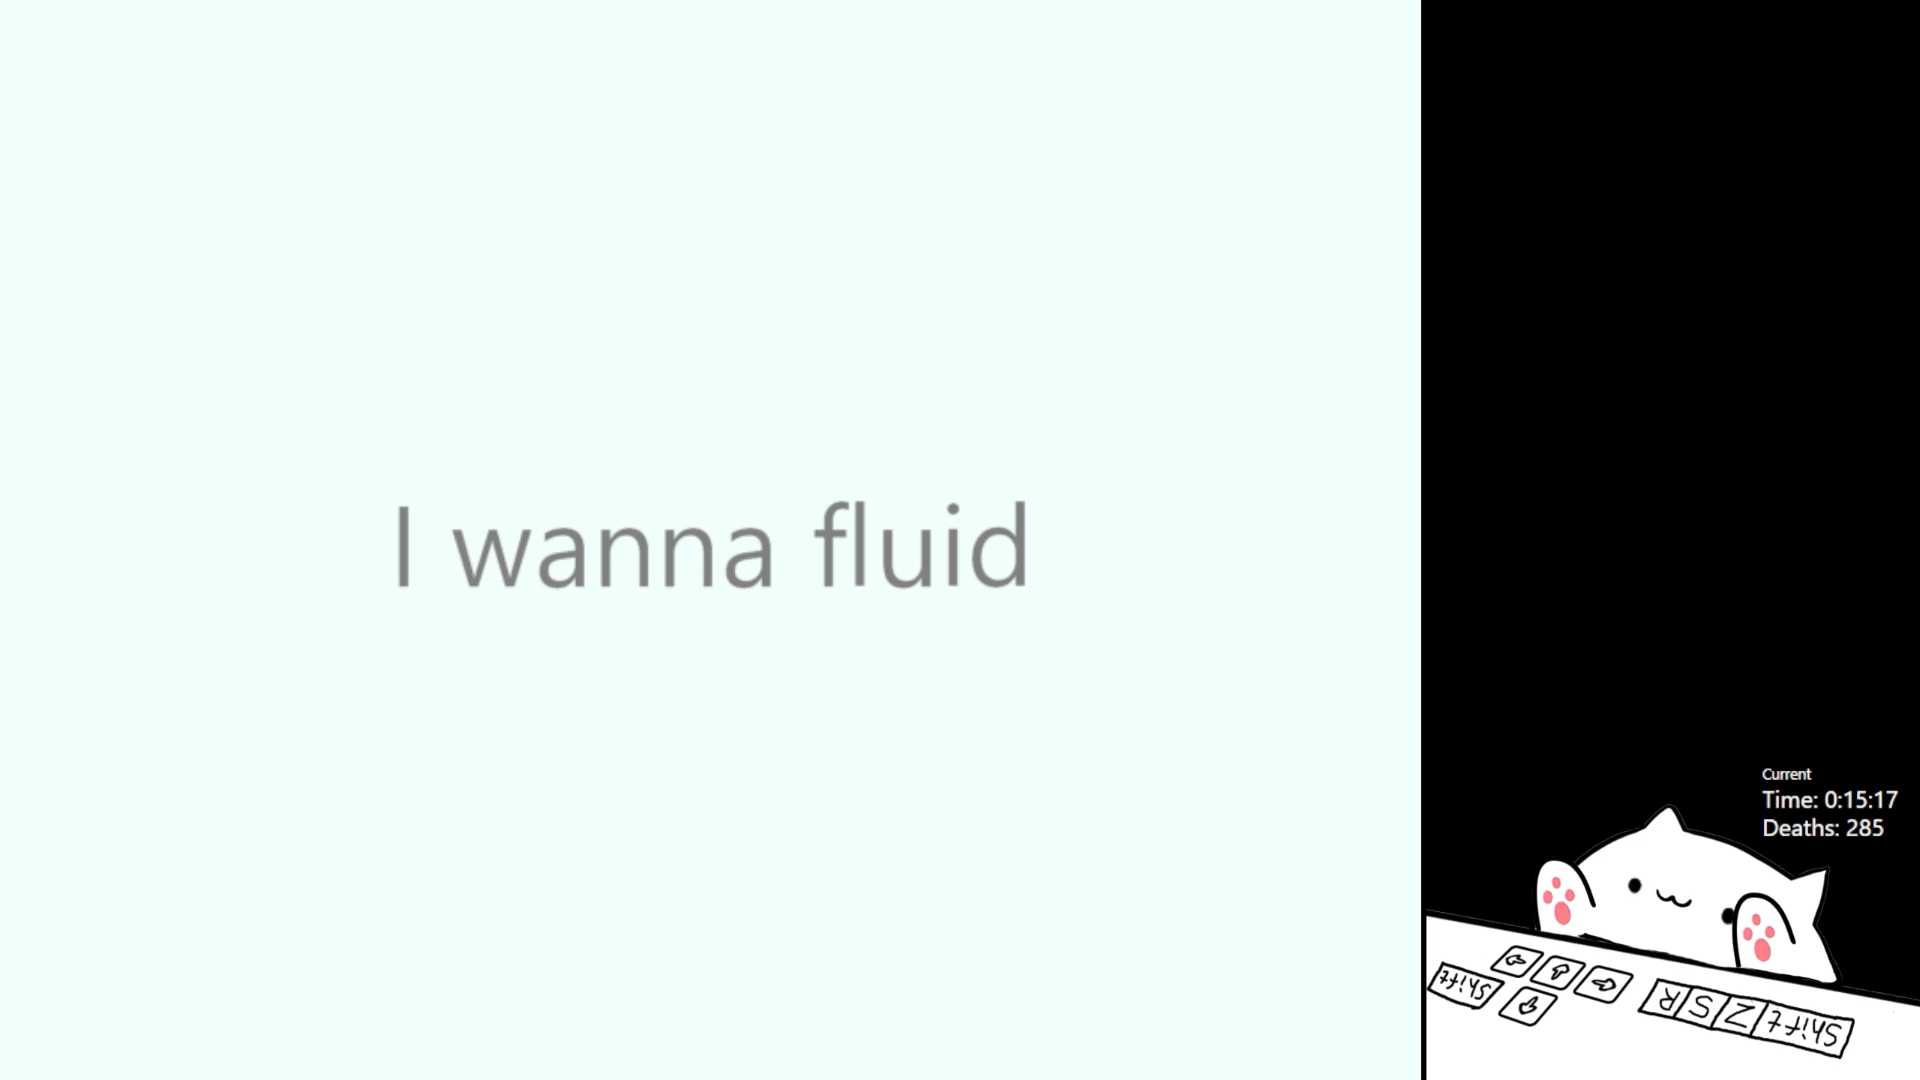 I wanna fluid
Current
Time: 0:15:17
Deaths: 285
Shift
R S Z Shift